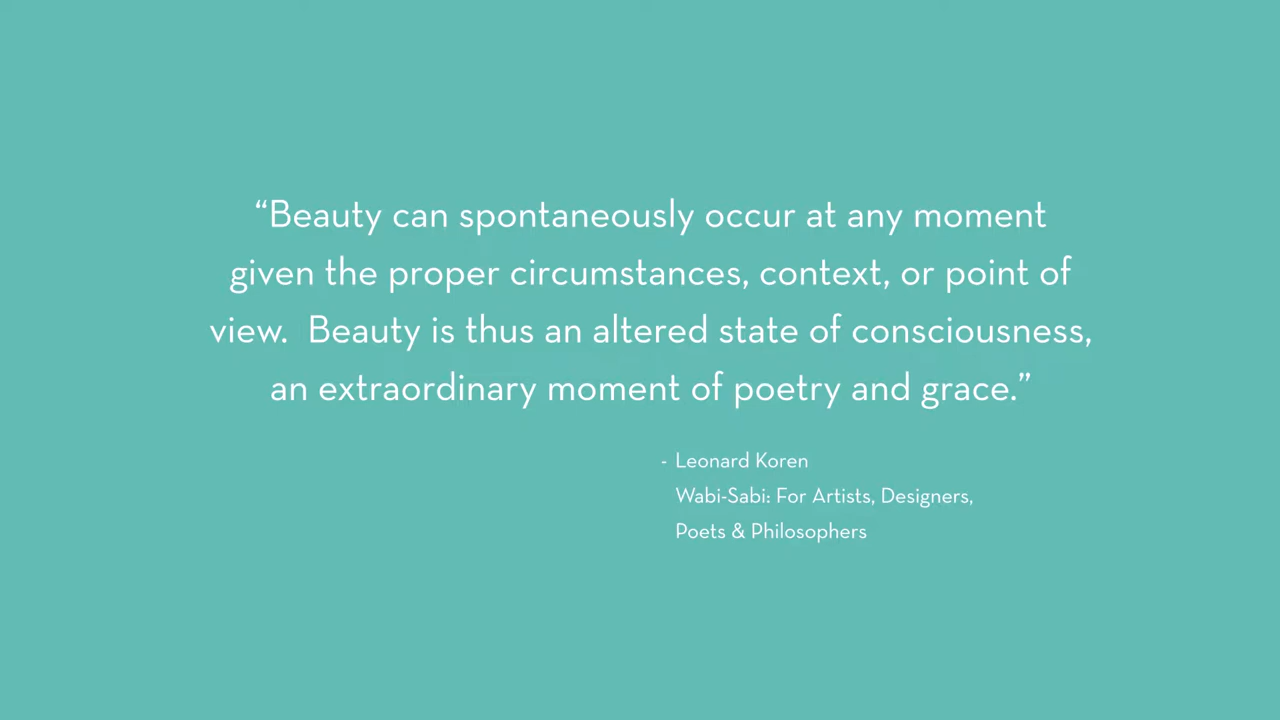 “Beauty can spontaneously occur at any moment
given the proper circumstances, context, or point of
view.  Beauty is thus an altered state of consciousness,
an extraordinary moment of poetry and grace.”
- Leonard Koren
Wabi-Sabi: For Artists, Designers,
Poets & Philosophers